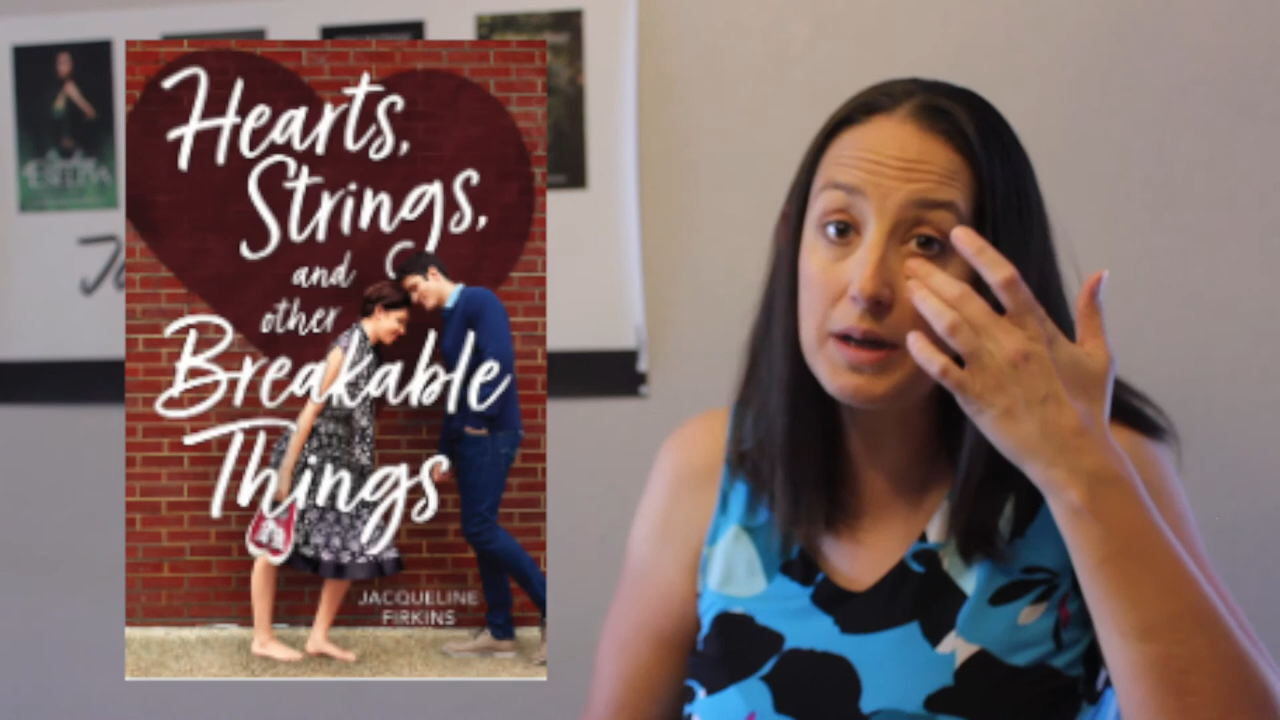 Hearts,
Strings,
and
other
Breakable
Things
JACQUELINE
FIRKINS